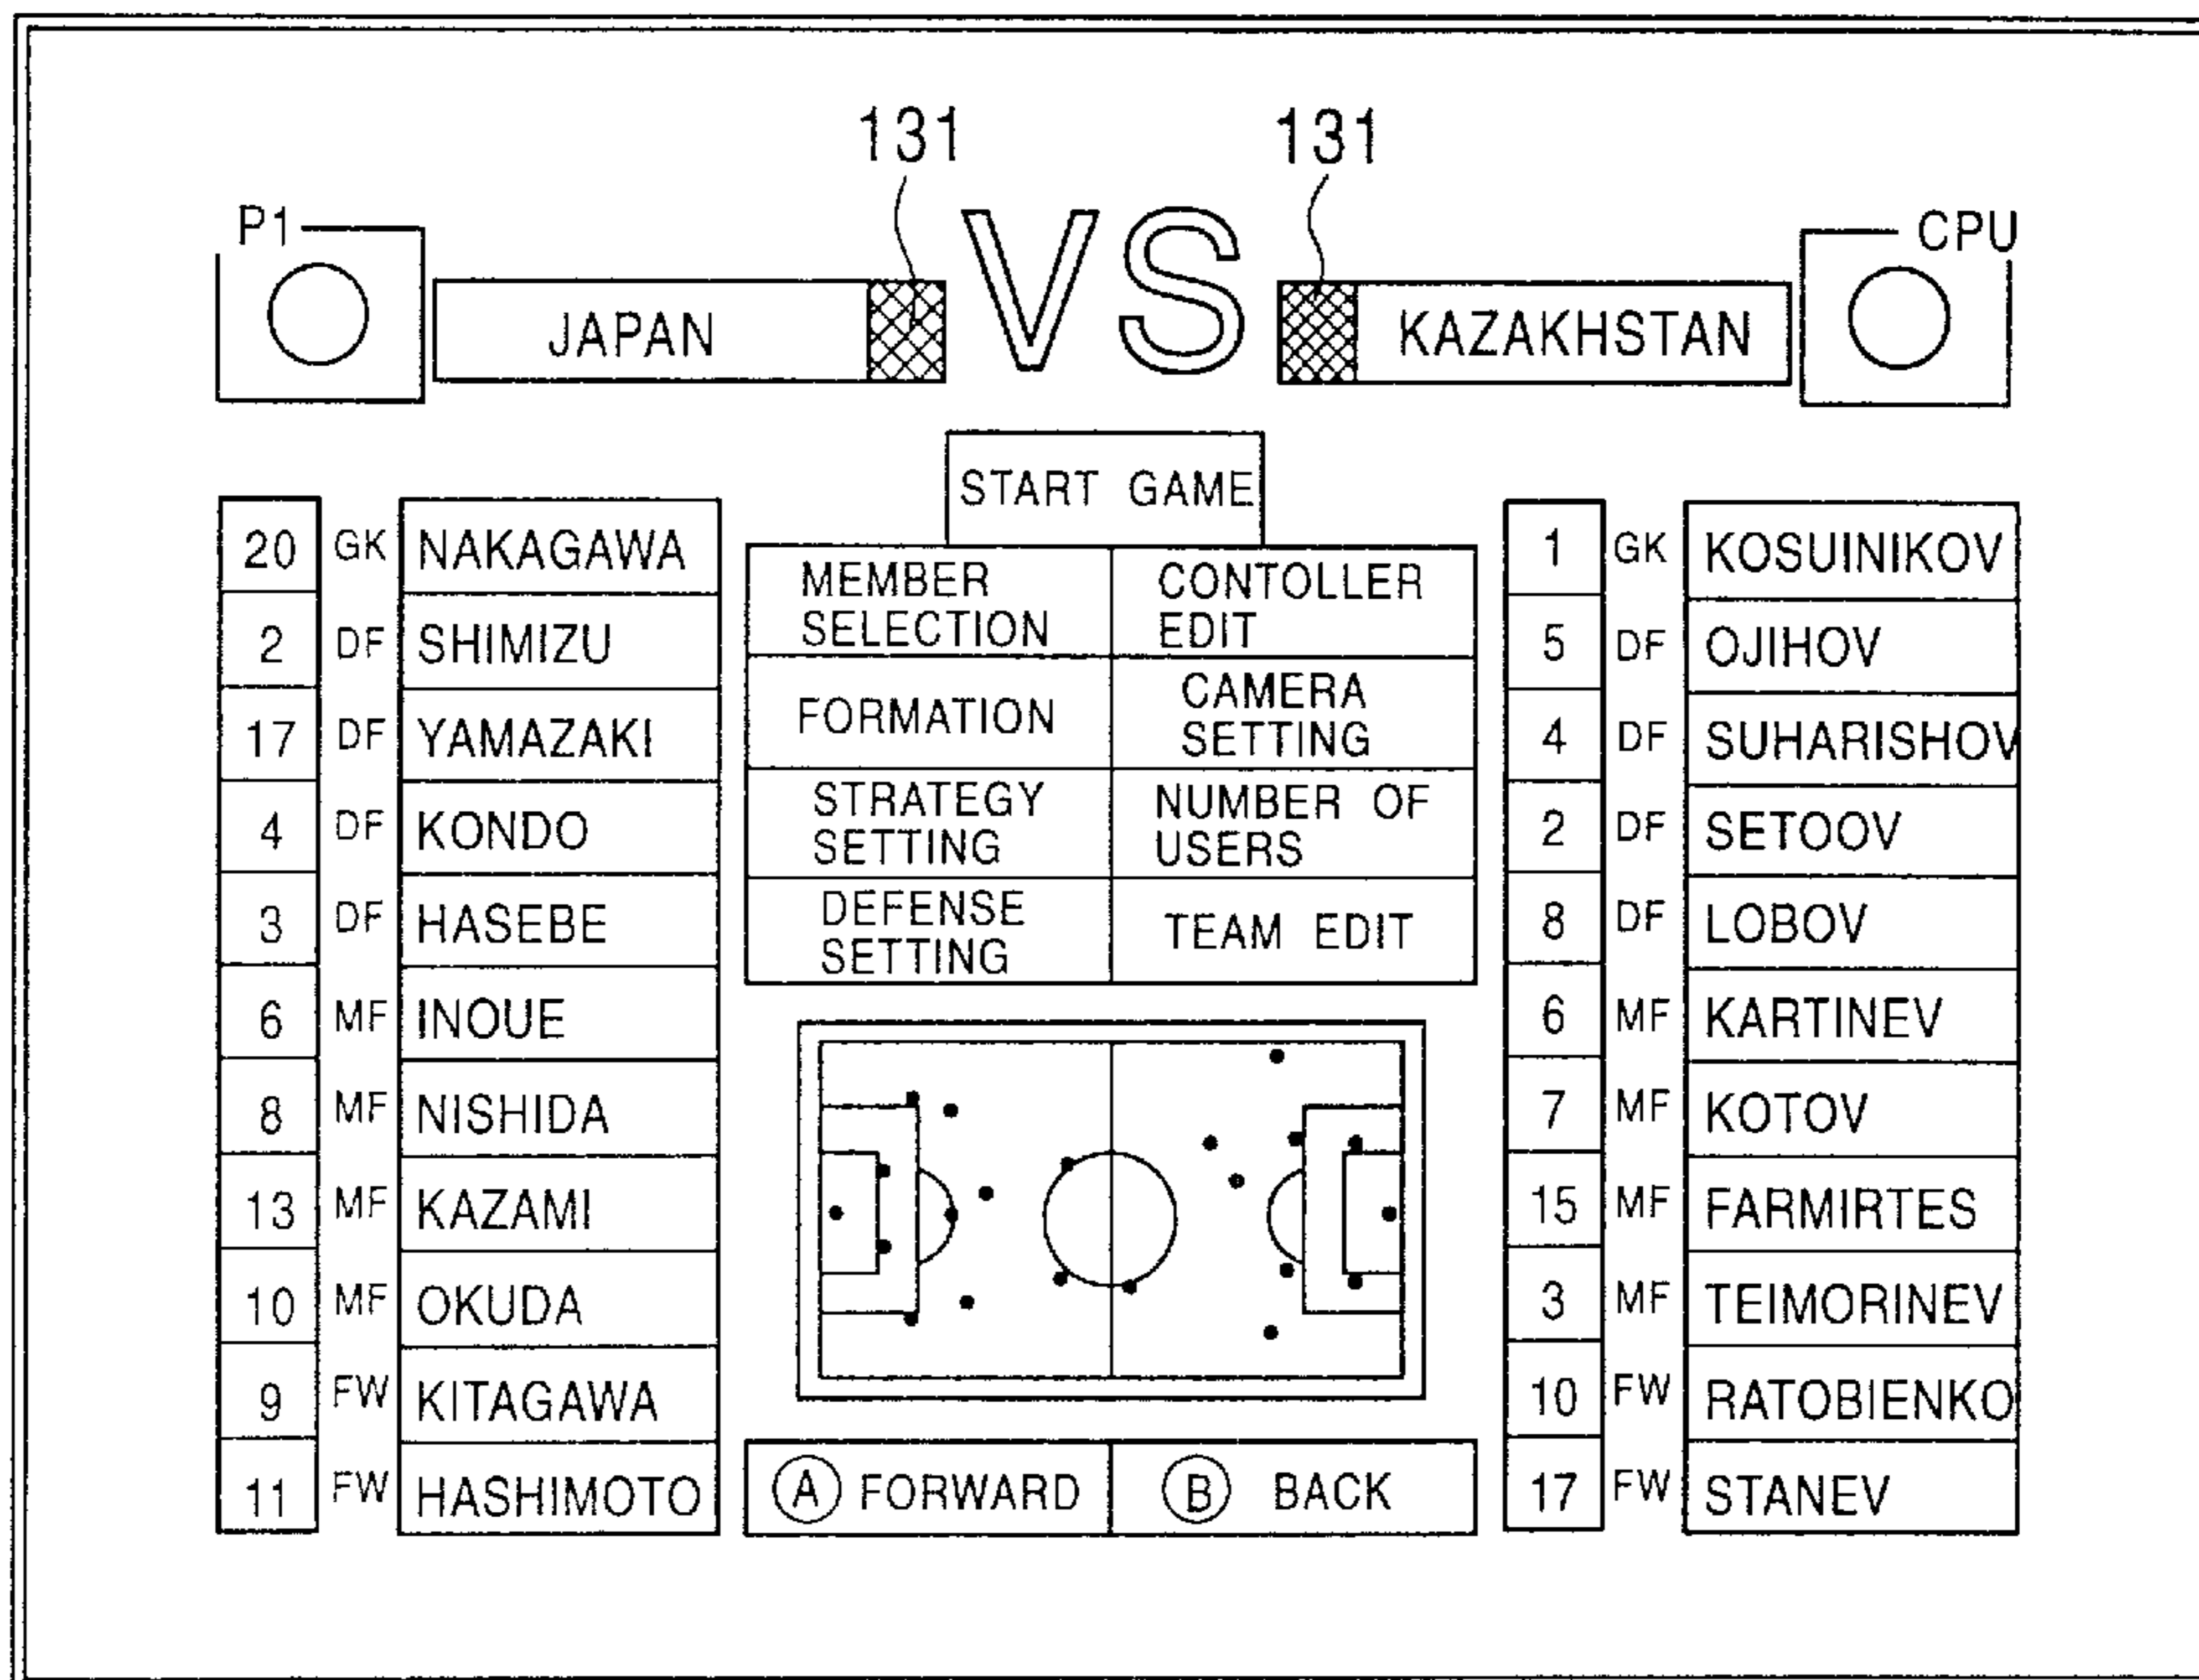 131 131
P1 CPU
JAPAN VS KAZAKHSTAN
START GAME
20 GK NAKAGAWA
2 DF SHIMIZU
17 DF YAMAZAKI
4 DF KONDO
3 DF HASEBE
6 MF INOUE
8 MF NISHIDA
13 MF KAZAMI
10 MF OKUDA
9 FW KITAGAWA
11 FW HASHIMOTO
MEMBER
SELECTION
CONTOLLER
EDIT
FORMATION
CAMERA
SETTING
STRATEGY
SETTING
NUMBER OF
USERS
DEFENSE
SETTING
TEAM EDIT
A FORWARD
B BACK
1 GK KOSUINIKOV
5 DF OJIHOV
4 DF SUHARISHOV
2 DF SETOOV
8 DF LOBOV
6 MF KARTINEV
7 MF KOTOV
15 MF FARMIRTES
3 MF TEIMORINEV
10 FW RATOBIENKO
17 FW STANEV